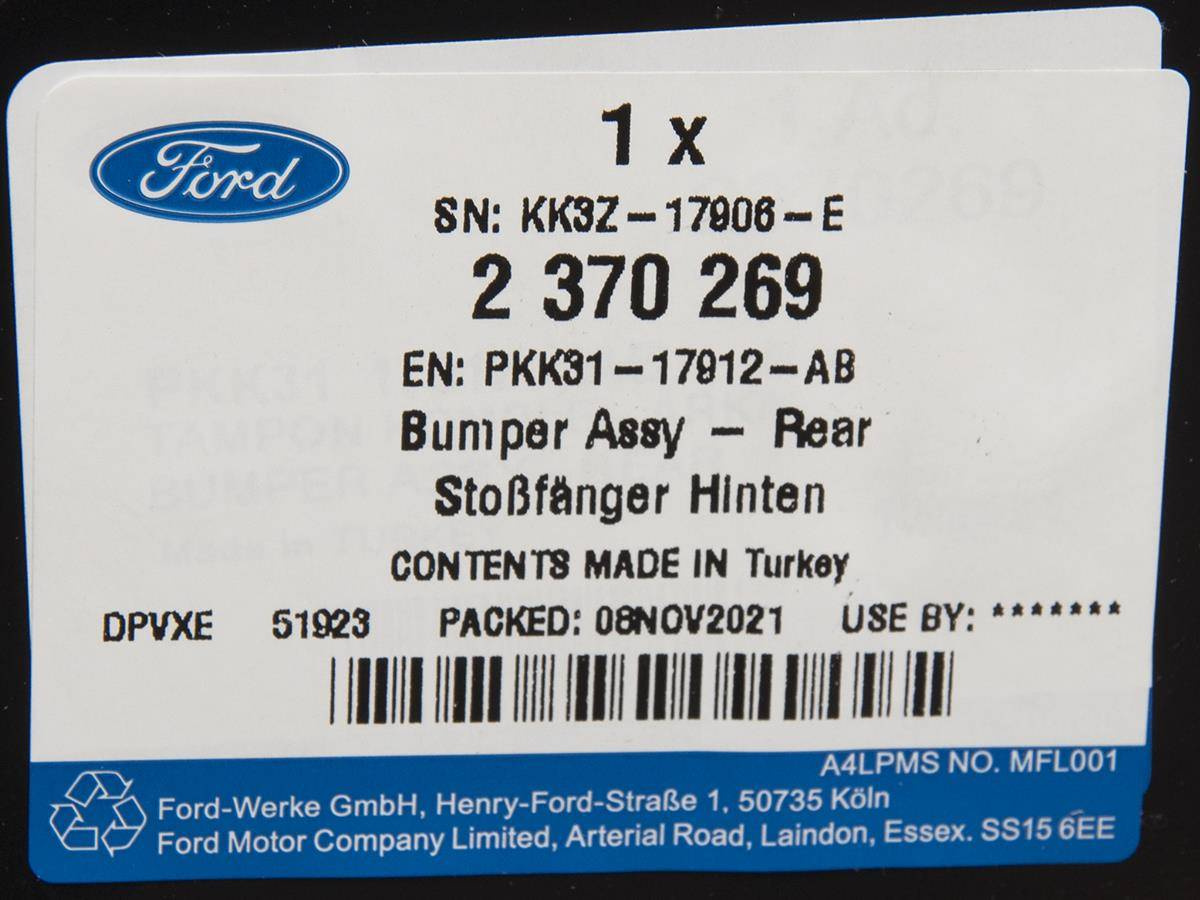 Ford
1 x
SN: KK3Z-17906-E
2 370 269
EN: PKK31-17912-AB
Bumper Assy - Rear
Stoßfänger Hinten
CONTENTS MADE IN Turkey
DPVXE 51923 PACKED: 08NOV2021 USE BY: *******
A4LPMS NO. MFL001
Ford-Werke GmbH, Henry-Ford-Straße 1, 50735 Köln
Ford Motor Company Limited, Arterial Road, Laindon, Essex. SS15 6EE